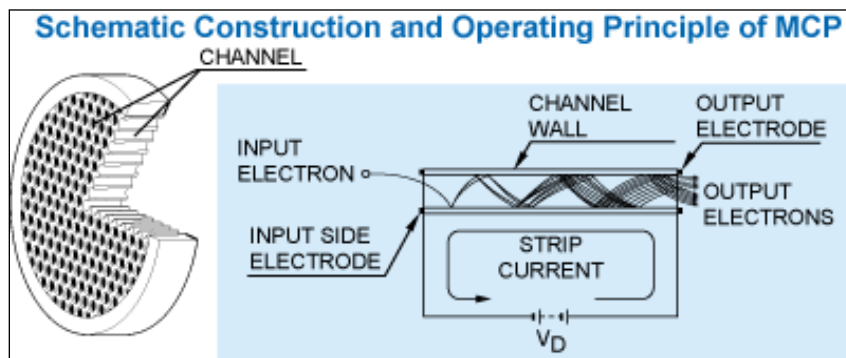 Schematic Construction and Operating Principle of MCP
CHANNEL
CHANNEL
WALL
OUTPUT
ELECTRODE
INPUT
ELECTRON
OUTPUT
ELECTRONS
INPUT SIDE
ELECTRODE
STRIP
CURRENT
VD